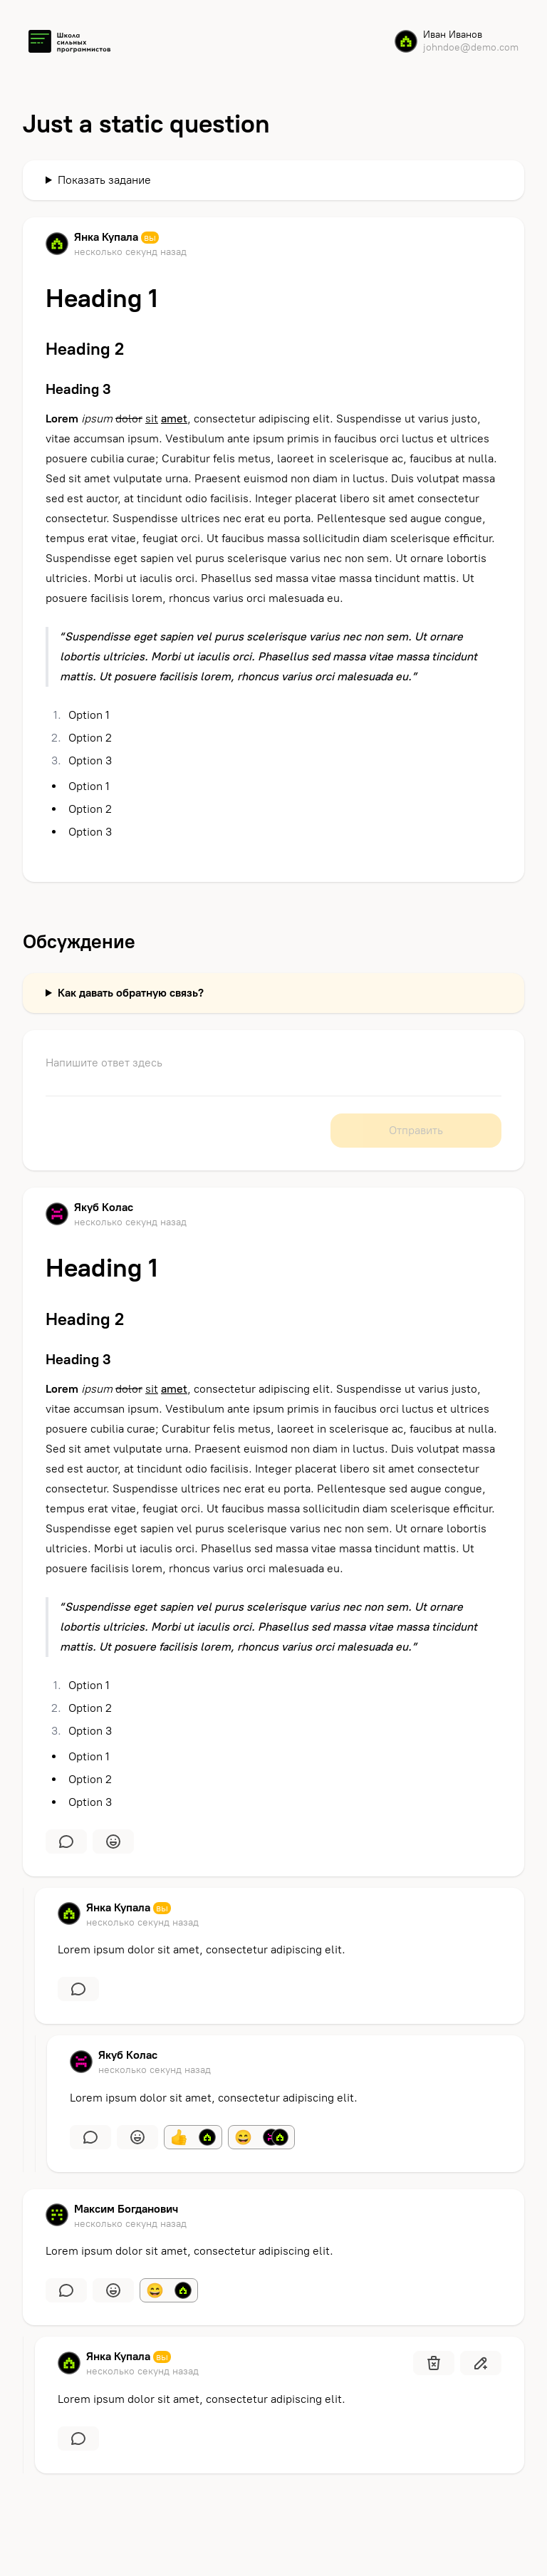 Школа
сильных
программистов
Иван Иванов
johndoe@demo.com
Just a static question
Показать задание
Янка Купала вы
несколько секунд назад
Heading 1
Heading 2
Heading 3
Lorem ipsum dolor sit amet, consectetur adipiscing elit. Suspendisse ut varius justo,
vitae accumsan ipsum. Vestibulum ante ipsum primis in faucibus orci luctus et ultrices
posuere cubilia curae; Curabitur felis metus, laoreet in scelerisque ac, faucibus at nulla.
Sed sit amet vulputate urna. Praesent euismod non diam in luctus. Duis volutpat massa
sed est auctor, at tincidunt odio facilisis. Integer placerat libero sit amet consectetur
consectetur. Suspendisse ultrices nec erat eu porta. Pellentesque sed augue congue,
tempus erat vitae, feugiat orci. Ut faucibus massa sollicitudin diam scelerisque efficitur.
Suspendisse eget sapien vel purus scelerisque varius nec non sem. Ut ornare lobortis
ultricies. Morbi ut iaculis orci. Phasellus sed massa vitae massa tincidunt mattis. Ut
posuere facilisis lorem, rhoncus varius orci malesuada eu.
“Suspendisse eget sapien vel purus scelerisque varius nec non sem. Ut ornare
lobortis ultricies. Morbi ut iaculis orci. Phasellus sed massa vitae massa tincidunt
mattis. Ut posuere facilisis lorem, rhoncus varius orci malesuada eu.”
1. Option 1
2. Option 2
3. Option 3
• Option 1
• Option 2
• Option 3
Обсуждение
Как давать обратную связь?
Напишите ответ здесь
Отправить
Якуб Колас
несколько секунд назад
Heading 1
Heading 2
Heading 3
Lorem ipsum dolor sit amet, consectetur adipiscing elit. Suspendisse ut varius justo,
vitae accumsan ipsum. Vestibulum ante ipsum primis in faucibus orci luctus et ultrices
posuere cubilia curae; Curabitur felis metus, laoreet in scelerisque ac, faucibus at nulla.
Sed sit amet vulputate urna. Praesent euismod non diam in luctus. Duis volutpat massa
sed est auctor, at tincidunt odio facilisis. Integer placerat libero sit amet consectetur
consectetur. Suspendisse ultrices nec erat eu porta. Pellentesque sed augue congue,
tempus erat vitae, feugiat orci. Ut faucibus massa sollicitudin diam scelerisque efficitur.
Suspendisse eget sapien vel purus scelerisque varius nec non sem. Ut ornare lobortis
ultricies. Morbi ut iaculis orci. Phasellus sed massa vitae massa tincidunt mattis. Ut
posuere facilisis lorem, rhoncus varius orci malesuada eu.
“Suspendisse eget sapien vel purus scelerisque varius nec non sem. Ut ornare
lobortis ultricies. Morbi ut iaculis orci. Phasellus sed massa vitae massa tincidunt
mattis. Ut posuere facilisis lorem, rhoncus varius orci malesuada eu.”
1. Option 1
2. Option 2
3. Option 3
• Option 1
• Option 2
• Option 3
Янка Купала вы
несколько секунд назад
Lorem ipsum dolor sit amet, consectetur adipiscing elit.
Якуб Колас
несколько секунд назад
Lorem ipsum dolor sit amet, consectetur adipiscing elit.
Максим Богданович
несколько секунд назад
Lorem ipsum dolor sit amet, consectetur adipiscing elit.
Янка Купала вы
несколько секунд назад
Lorem ipsum dolor sit amet, consectetur adipiscing elit.